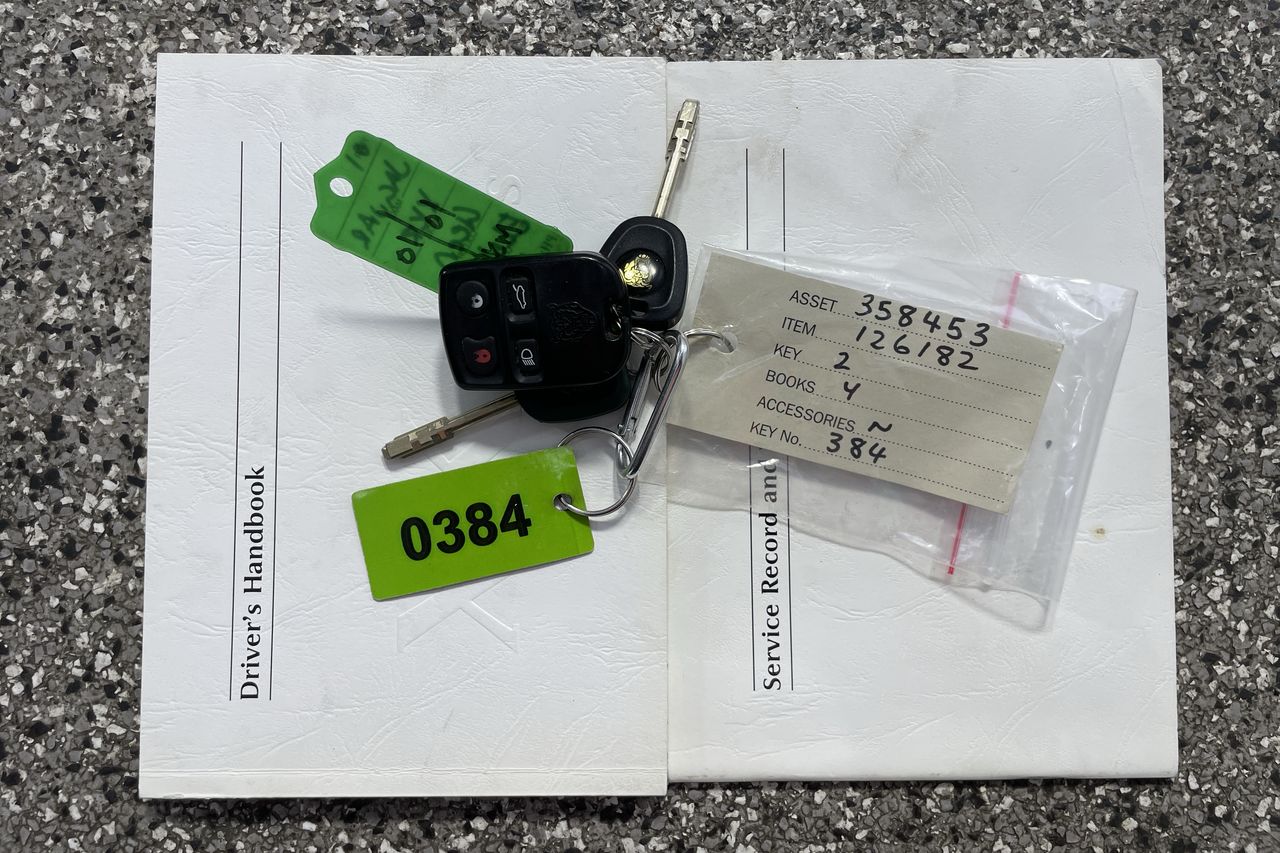 Driver's Handbook
0384
ASSET 358453
ITEM 126182
KEY 2
BOOKS 4
ACCESSORIES ~
KEY No. 384
Service Record and